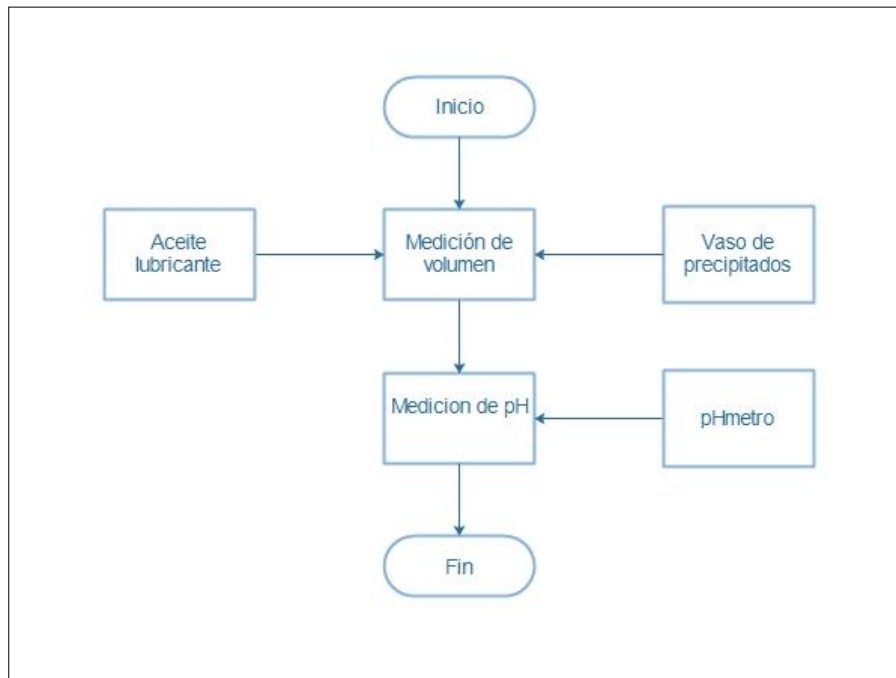 Inicio
Aceite
lubricante
Medición de
volumen
Vaso de
precipitados
Medicion de pH
pHmetro
Fin